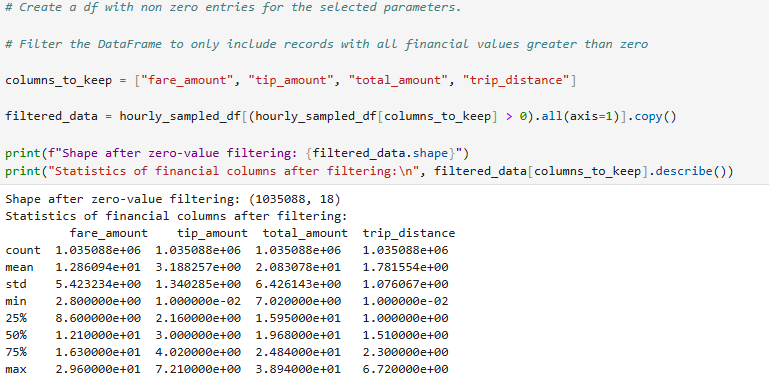 # Create a df with non zero entries for the selected parameters.
# Filter the DataFrame to only include records with all financial values greater than zero
columns_to_keep = ["fare_amount", "tip_amount", "total_amount", "trip_distance"]
filtered_data = hourly_sampled_df[(hourly_sampled_df[columns_to_keep] > 0).all(axis=1)].copy()
print(f"Shape after zero-value filtering: {filtered_data.shape}")
print("Statistics of financial columns after filtering:\n", filtered_data[columns_to_keep].describe())
Shape after zero-value filtering: (1035088, 18)
Statistics of financial columns after filtering:
fare_amount tip_amount total_amount trip_distance
count 1.035088e+06 1.035088e+06 1.035088e+06 1.035088e+06
mean 1.286094e+01 3.188257e+00 2.083078e+01 1.781554e+00
std 5.423234e+00 1.340285e+00 6.426143e+00 1.076067e+00
min 2.800000e+00 1.000000e-02 7.020000e+00 1.000000e-02
25% 8.600000e+00 2.160000e+00 1.595000e+01 1.000000e+00
50% 1.210000e+01 3.000000e+00 1.968000e+01 1.510000e+00
75% 1.630000e+01 4.020000e+00 2.484000e+01 2.300000e+00
max 2.960000e+01 7.210000e+00 3.894000e+01 6.720000e+00